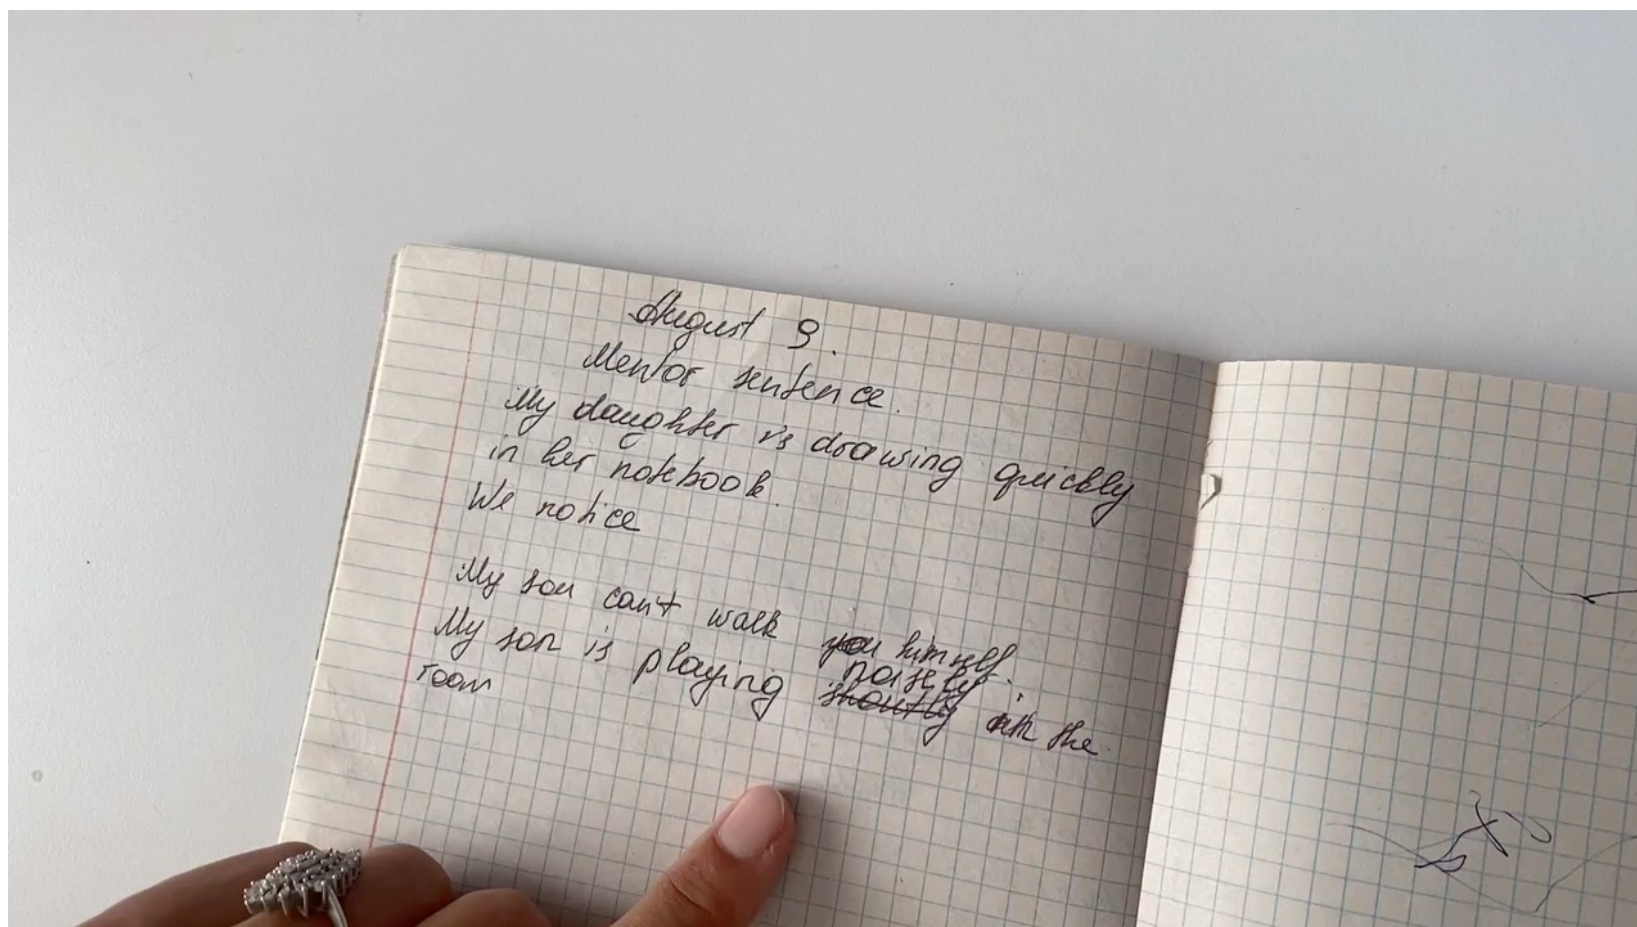 August 9.
Mentor sentence.
My daughter is drawing quickly
in her notebook.
We notice
My son can't walk you himself.
noisely
My son is playing shoutly in the
room